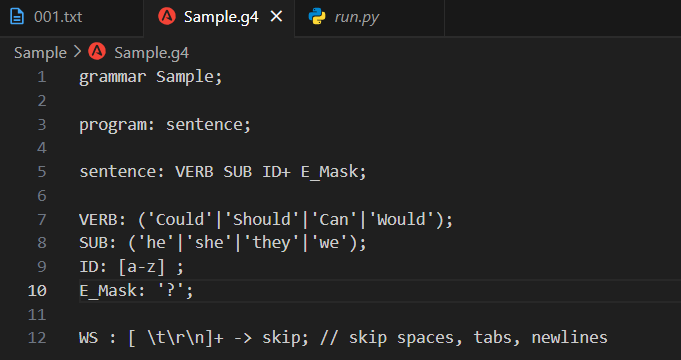 001.txt Sample.g4 run.py
Sample > Sample.g4
1 grammar Sample;
2
3 program: sentence;
4
5 sentence: VERB SUB ID+ E_Mask;
6
7 VERB: ('Could'|'Should'|'Can'|'Would');
8 SUB: ('he'|'she'|'they'|'we');
9 ID: [a-z] ;
10 E_Mask: '?';
11
12 WS : [ \t\r\n]+ -> skip; // skip spaces, tabs, newlines